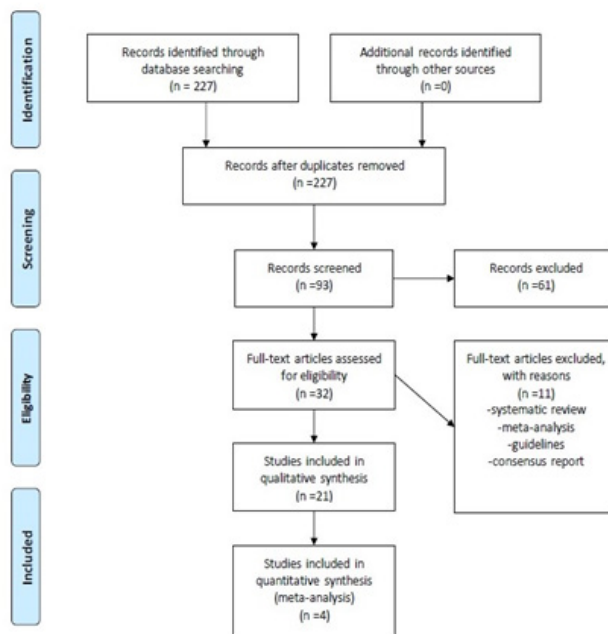 Identification
Records identified through
database searching
(n = 227)
Additional records identified
through other sources
(n =0)
Records after duplicates removed
(n =227)
Screening
Records screened
(n =93)
Records excluded
(n =61)
Eligibility
Full-text articles assessed
for eligibility
(n =32)
Full-text articles excluded,
with reasons
(n =11)
-systematic review
-meta-analysis
-guidelines
-consensus report
Studies included in
qualitative synthesis
(n =21)
Included
Studies included in
quantitative synthesis
(meta-analysis)
(n =4)